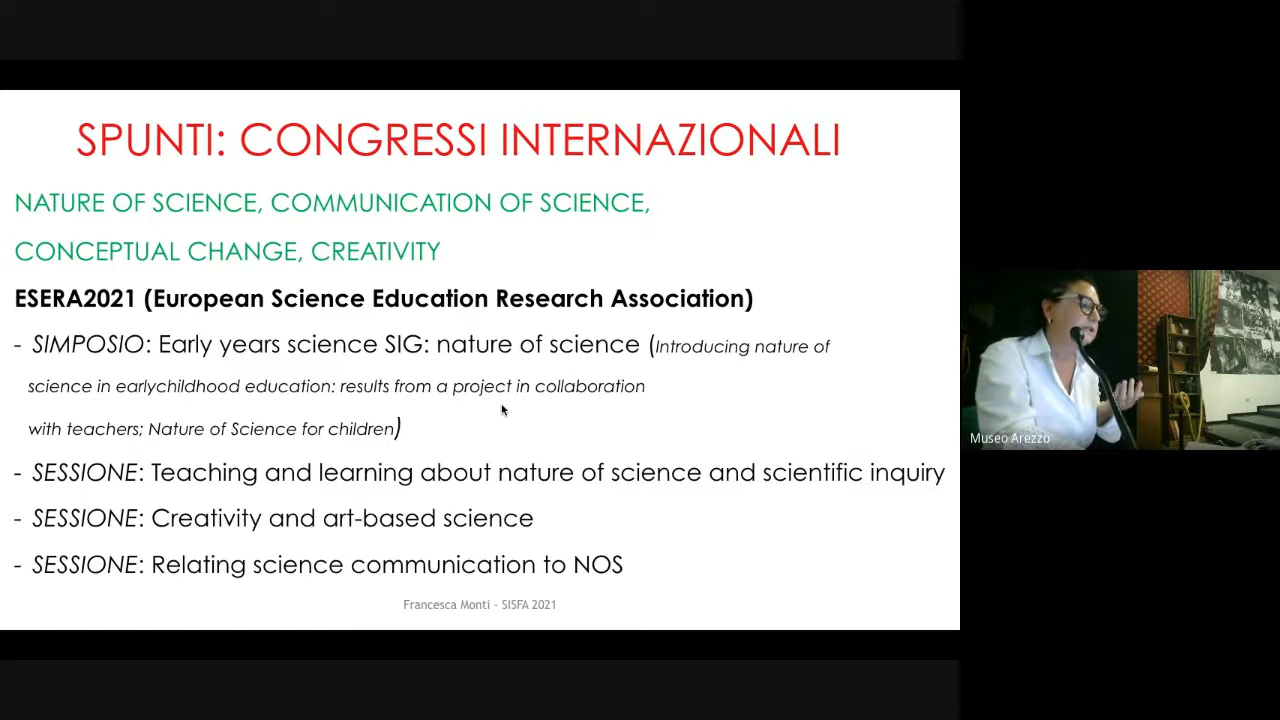 SPUNTI: CONGRESSI INTERNAZIONALI
NATURE OF SCIENCE, COMMUNICATION OF SCIENCE,
CONCEPTUAL CHANGE, CREATIVITY
ESERA2021 (European Science Education Research Association)
- SIMPOSIO: Early years science SIG: nature of science (Introducing nature of
science in earlychildhood education: results from a project in collaboration
with teachers; Nature of Science for children)
- SESSIONE: Teaching and learning about nature of science and scientific inquiry
- SESSIONE: Creativity and art-based science
- SESSIONE: Relating science communication to NOS
Francesca Monti - SISFA 2021
Museo Arezzo